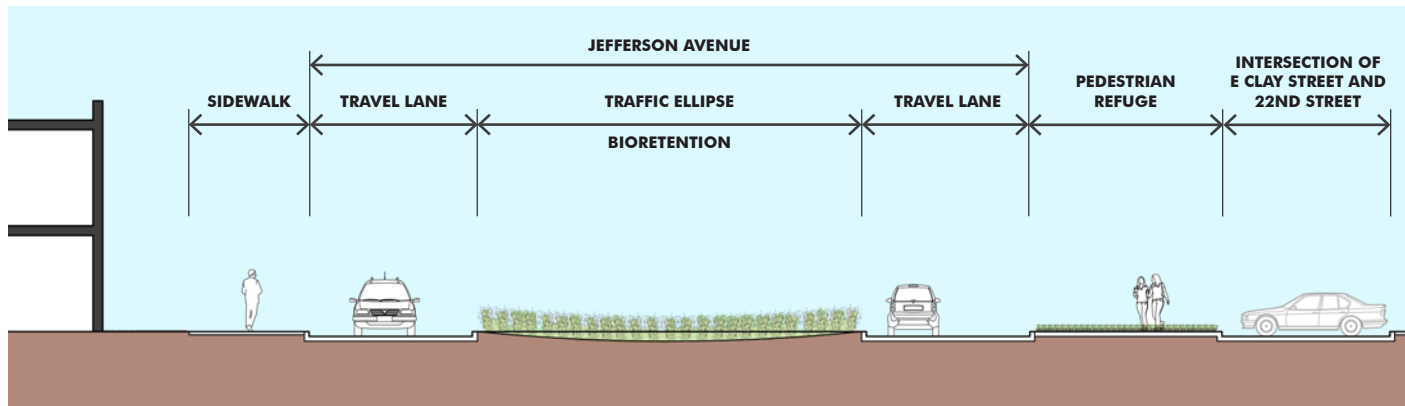 JEFFERSON AVENUE
SIDEWALK
TRAVEL LANE
TRAFFIC ELLIPSE
BIORETENTION
TRAVEL LANE
PEDESTRIAN
REFUGE
INTERSECTION OF
E CLAY STREET AND
22ND STREET